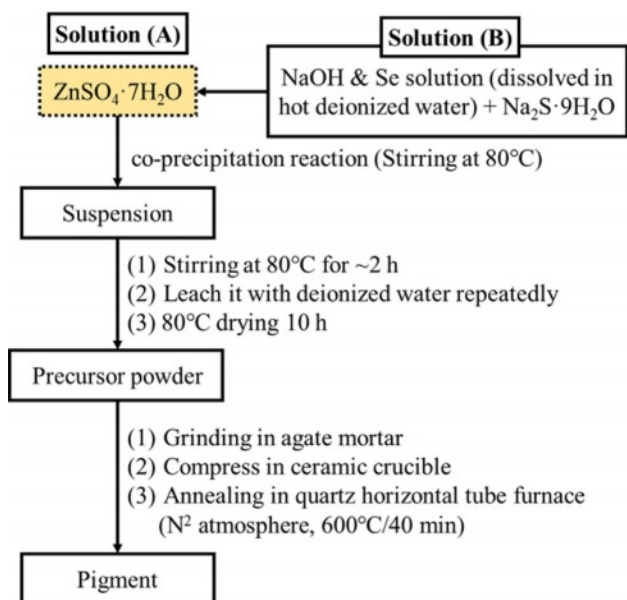 Solution (A)
ZnSO₄·7H₂O
Solution (B)
NaOH & Se solution (dissolved in
hot deionized water) + Na₂S·9H₂O
co-precipitation reaction (Stirring at 80°C)
Suspension
(1) Stirring at 80°C for ~2 h
(2) Leach it with deionized water repeatedly
(3) 80°C drying 10 h
Precursor powder
(1) Grinding in agate mortar
(2) Compress in ceramic crucible
(3) Annealing in quartz horizontal tube furnace
(N² atmosphere, 600°C/40 min)
Pigment